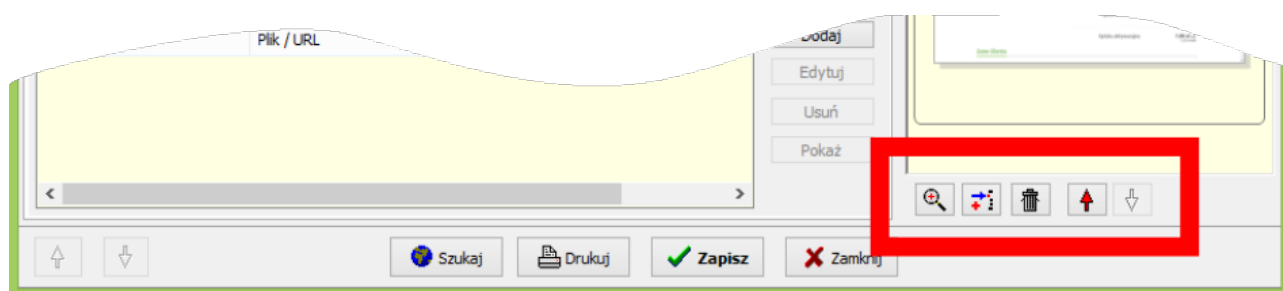 Plik / URL
Dodaj
Edytuj
Usuń
Pokaż
Szukaj
Drukuj
Zapisz
Zamknij